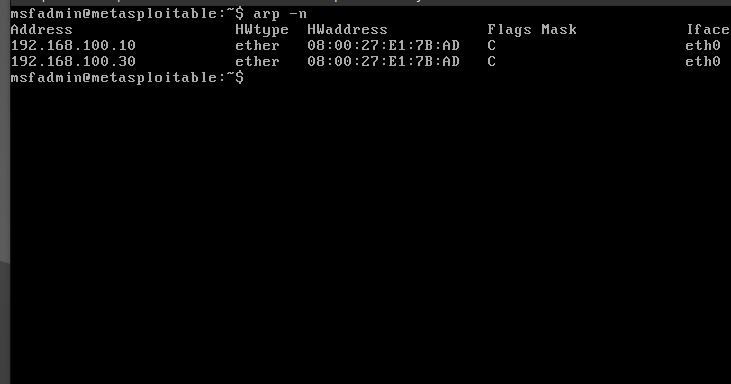 msfadmin@metasploitable:~$ arp -n
Address HWtype HWaddress Flags Mask Iface
192.168.100.10 ether 08:00:27:E1:7B:AD C eth0
192.168.100.30 ether 08:00:27:E1:7B:AD C eth0
msfadmin@metasploitable:~$